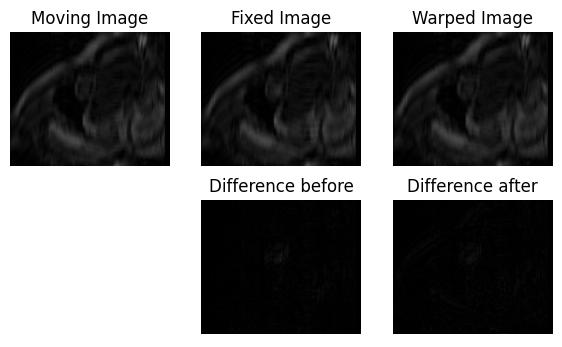 Moving Image
Fixed Image
Warped Image
Difference before
Difference after